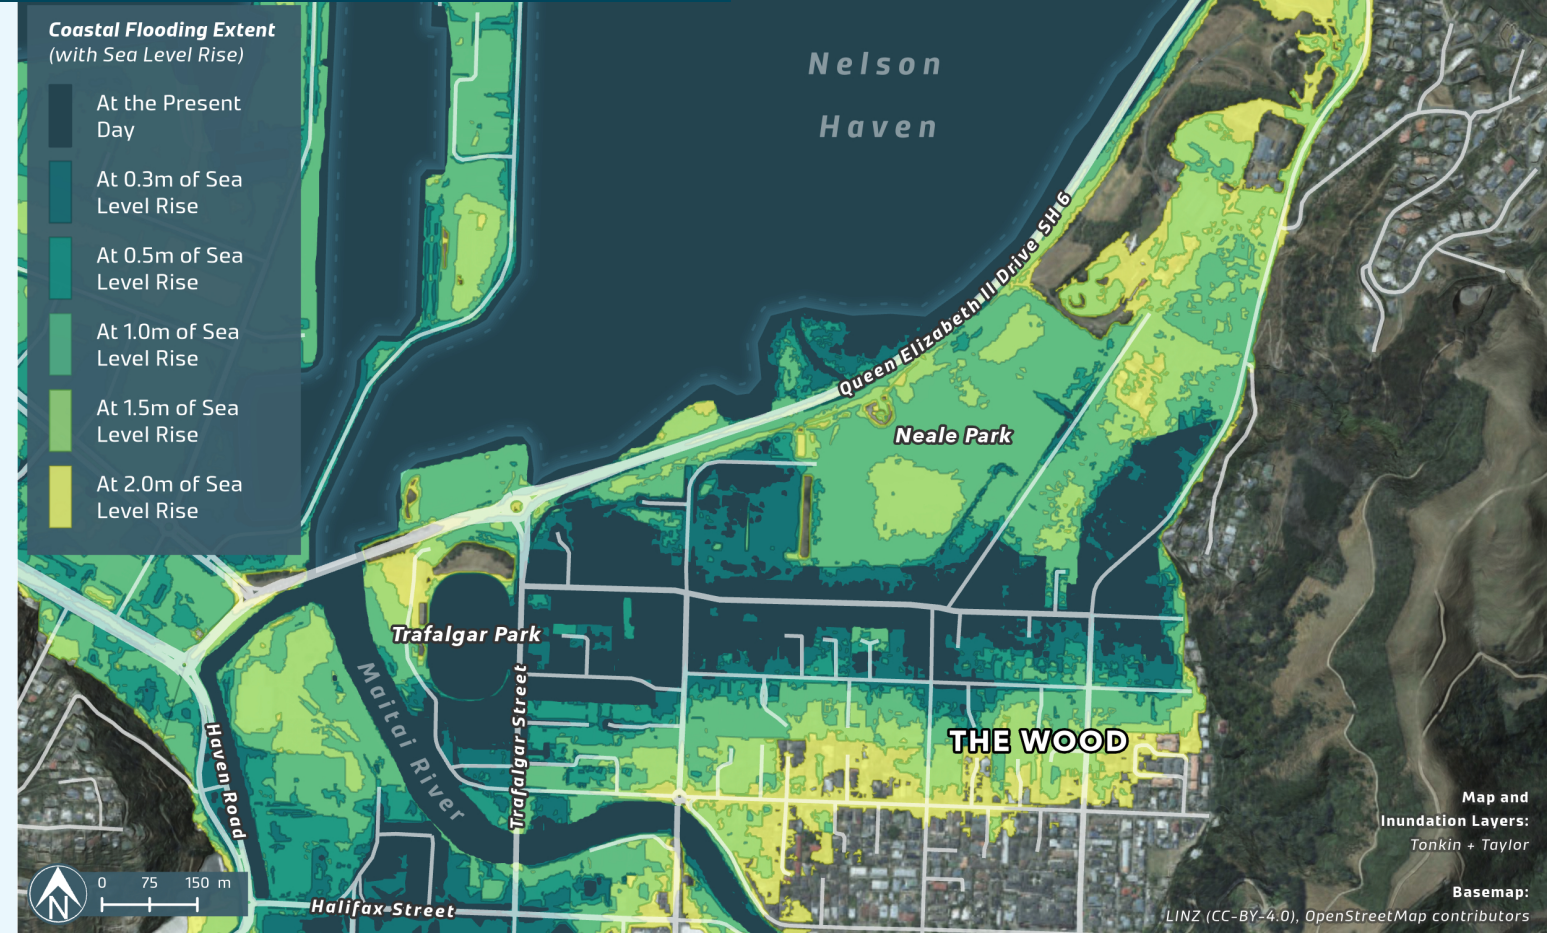 Coastal Flooding Extent
(with Sea Level Rise)
At the Present
Day
At 0.3m of Sea
Level Rise
At 0.5m of Sea
Level Rise
At 1.0m of Sea
Level Rise
At 1.5m of Sea
Level Rise
At 2.0m of Sea
Level Rise
Nelson
Haven
Queen Elizabeth II Drive SH 6
Neale Park
Trafalgar Park
Maitai River
Trafalgar Street
Haven Road
THE WOOD
Halifax Street
N
0 75 150 m
Map and
Inundation Layers:
Tonkin + Taylor
Basemap:
LINZ (CC-BY-4.0), OpenStreetMap contributors